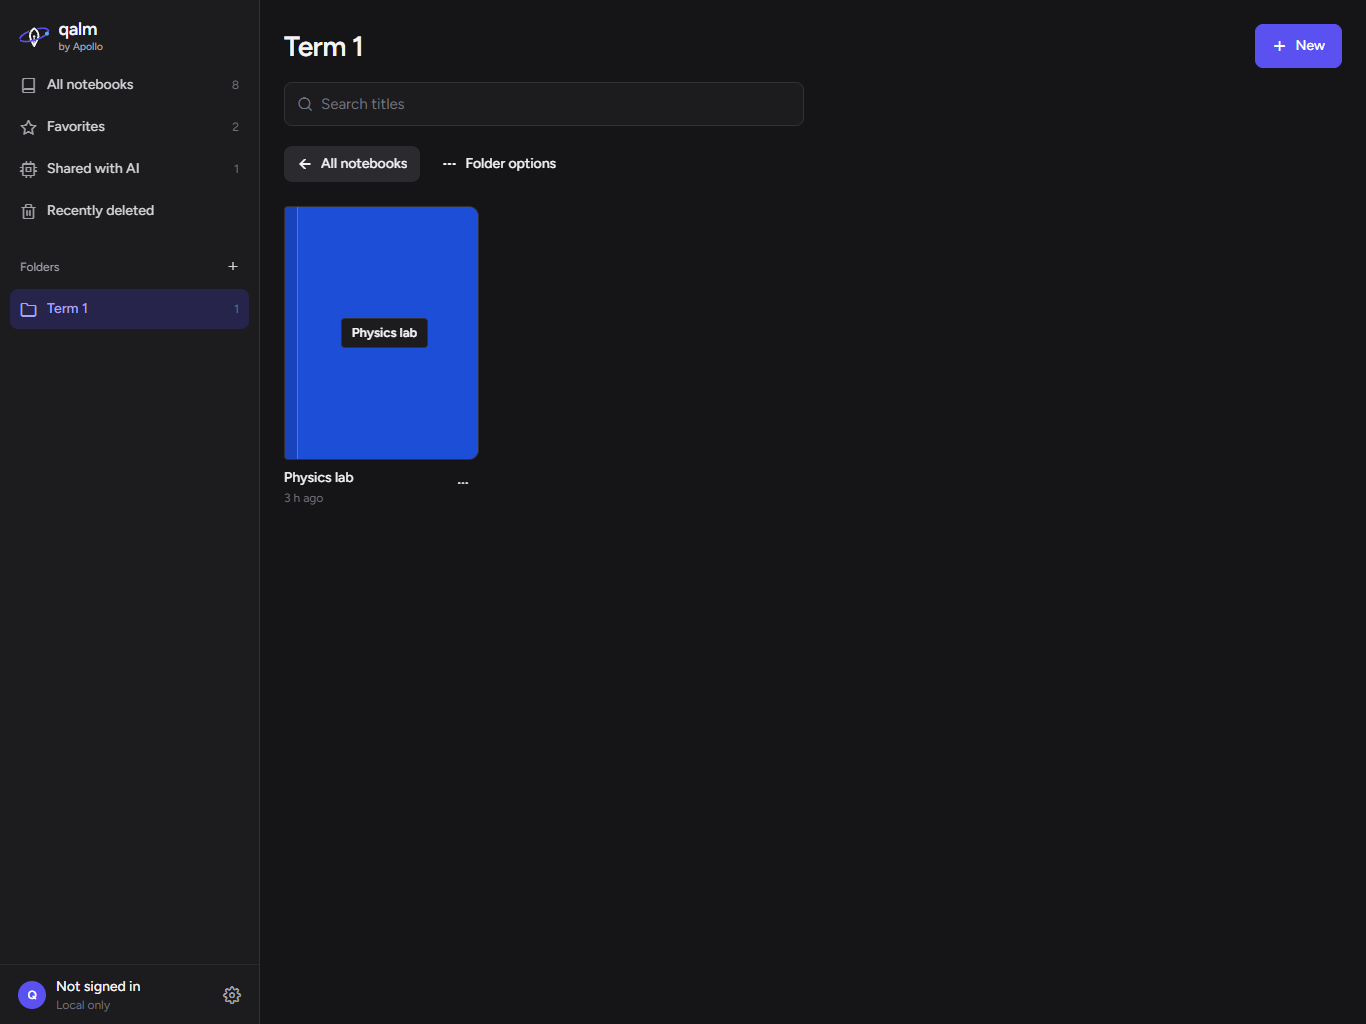 qalm
by Apollo
All notebooks 8
Favorites 2
Shared with AI 1
Recently deleted
Folders +
Term 1 1
Not signed in
Local only
Q
Term 1
+ New
Search titles
All notebooks
Folder options
Physics lab
Physics lab
3 h ago